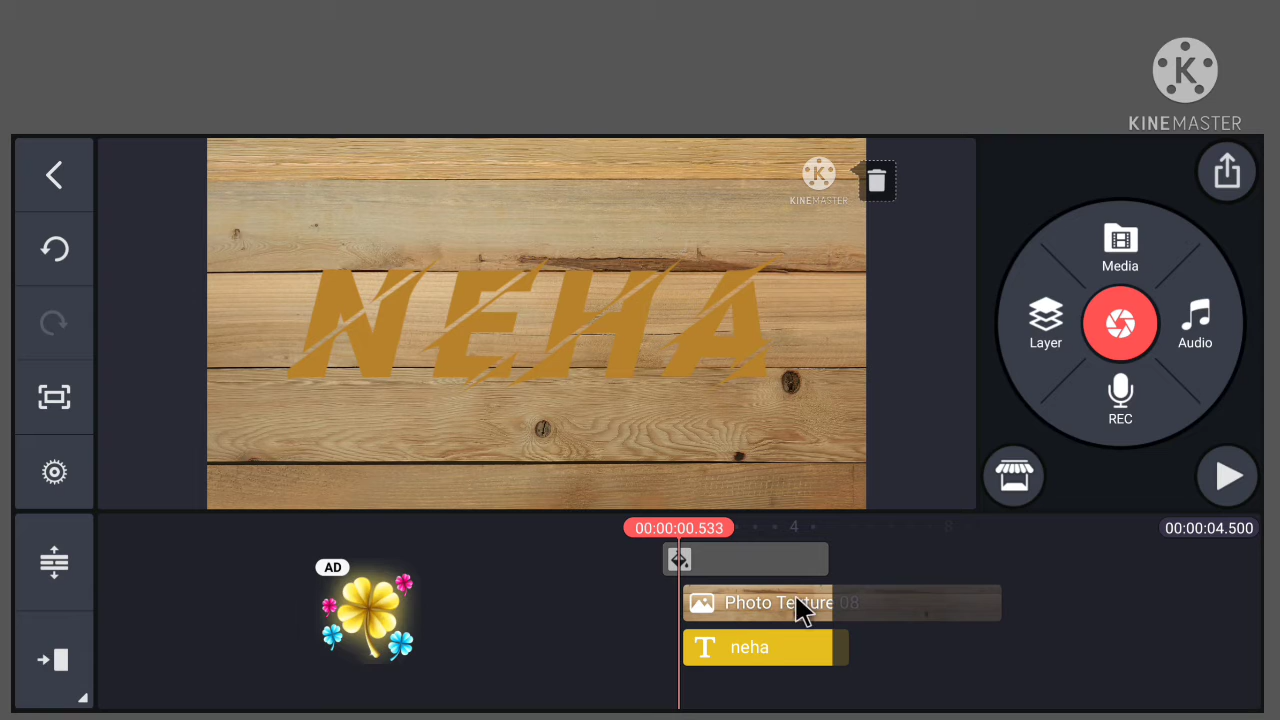 KINEMASTER
KINEMASTER
NEHA
Media
Layer
Audio
REC
00:00:00.533
4
8
00:00:04.500
AD
Photo Texture 08
T neha